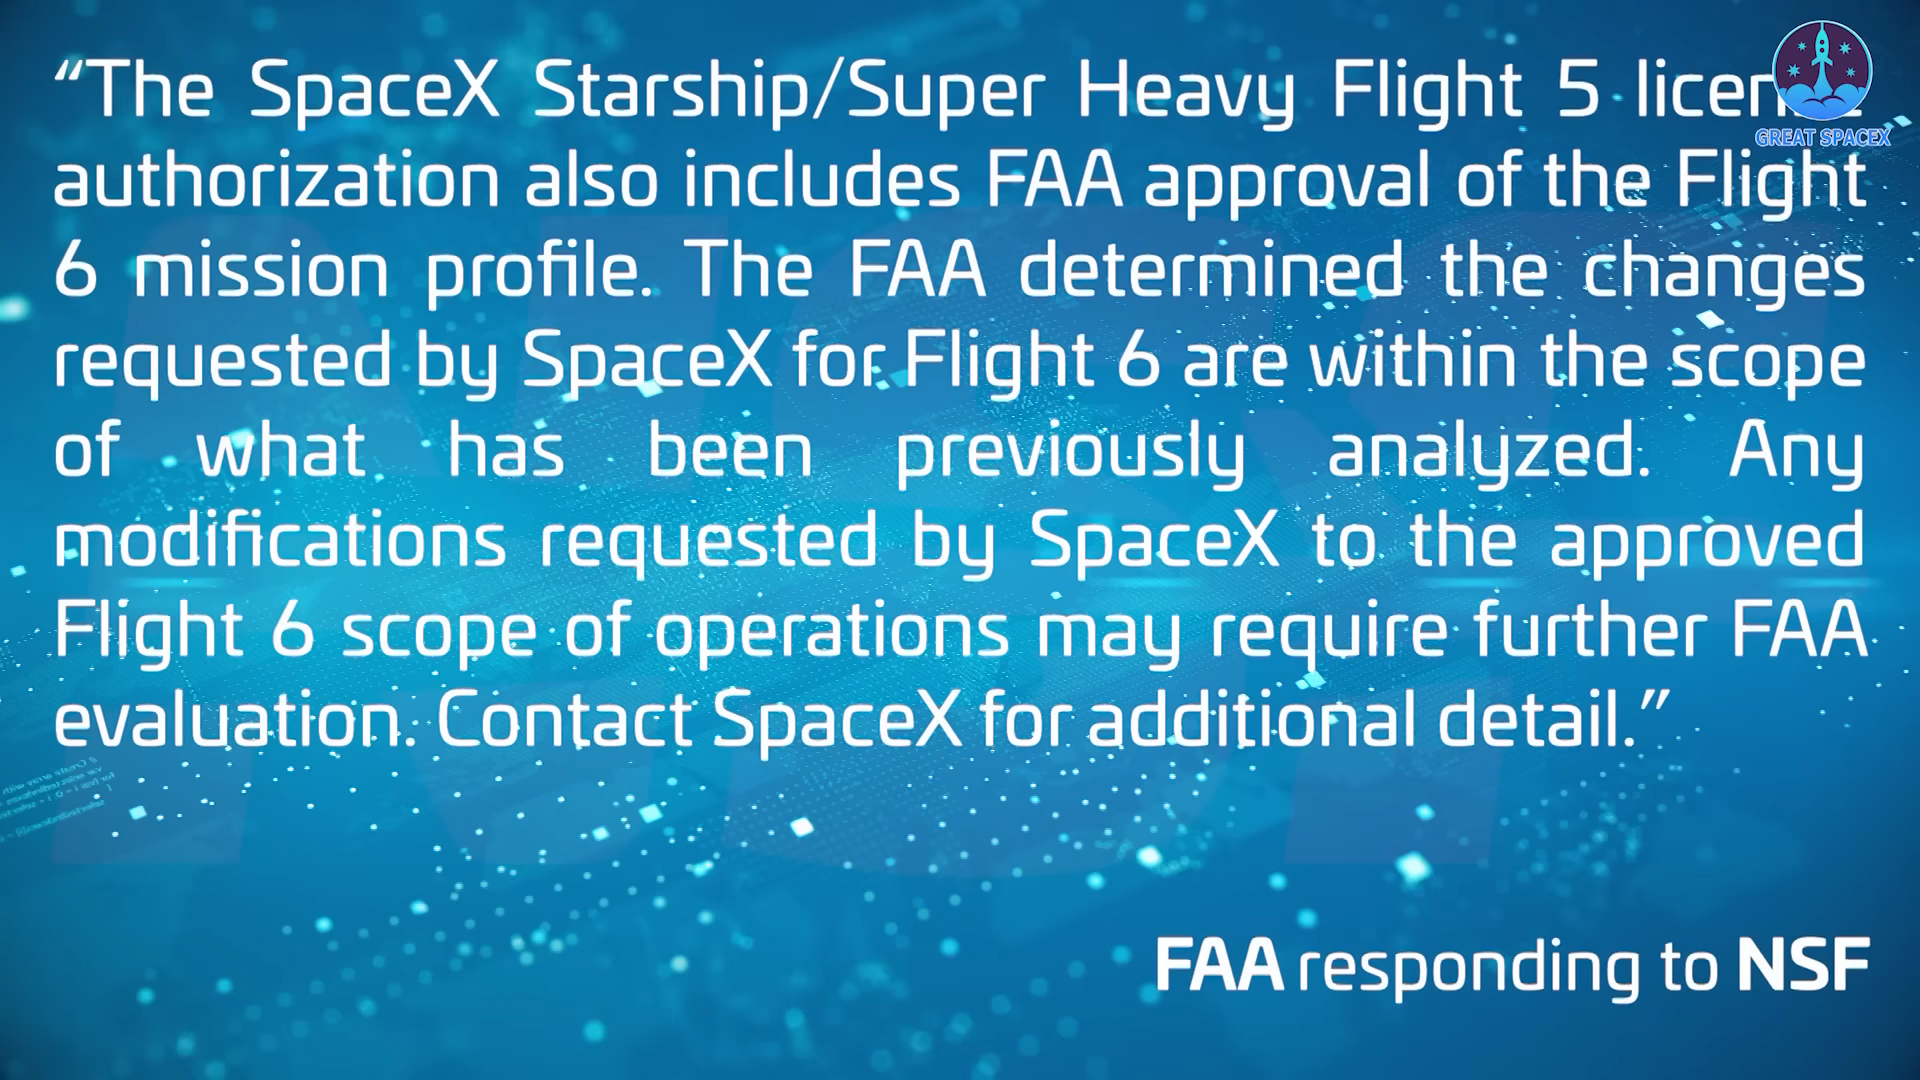 “The SpaceX Starship/Super Heavy Flight 5
GREAT SPACEX
authorization also includes FAA approval of the Flight
6 mission profile. The FAA determined the changes
requested by SpaceX for Flight 6 are within the scope
of what has been previously analyzed. Any
modifications requested by SpaceX to the approved
Flight 6 scope of operations may require further FAA
evaluation. Contact SpaceX for additional detail.”
FAA responding to NSF